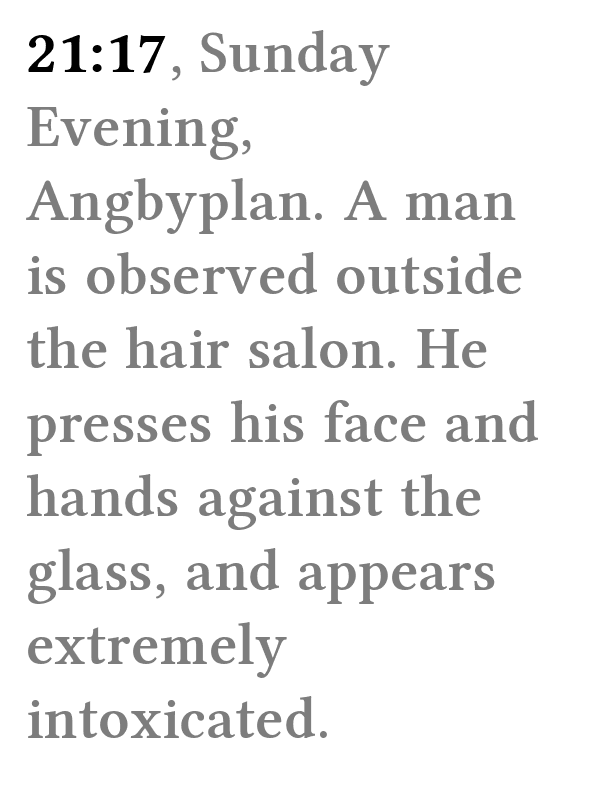 21:17, Sunday
Evening,
Angbyplan. A man
is observed outside
the hair salon. He
presses his face and
hands against the
glass, and appears
extremely
intoxicated.